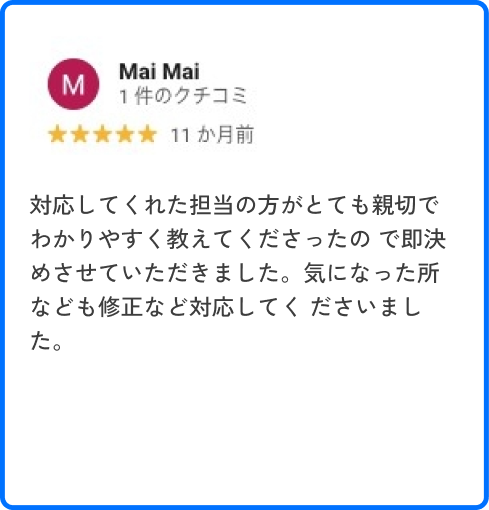 M
Mai Mai
1 件のクチコミ
★★★★★ 11 か月前
対応してくれた担当の方がとても親切で
わかりやすく教えてくださったの で即決
めさせていただきました。気になった所
なども修正など対応してく ださいまし
た。